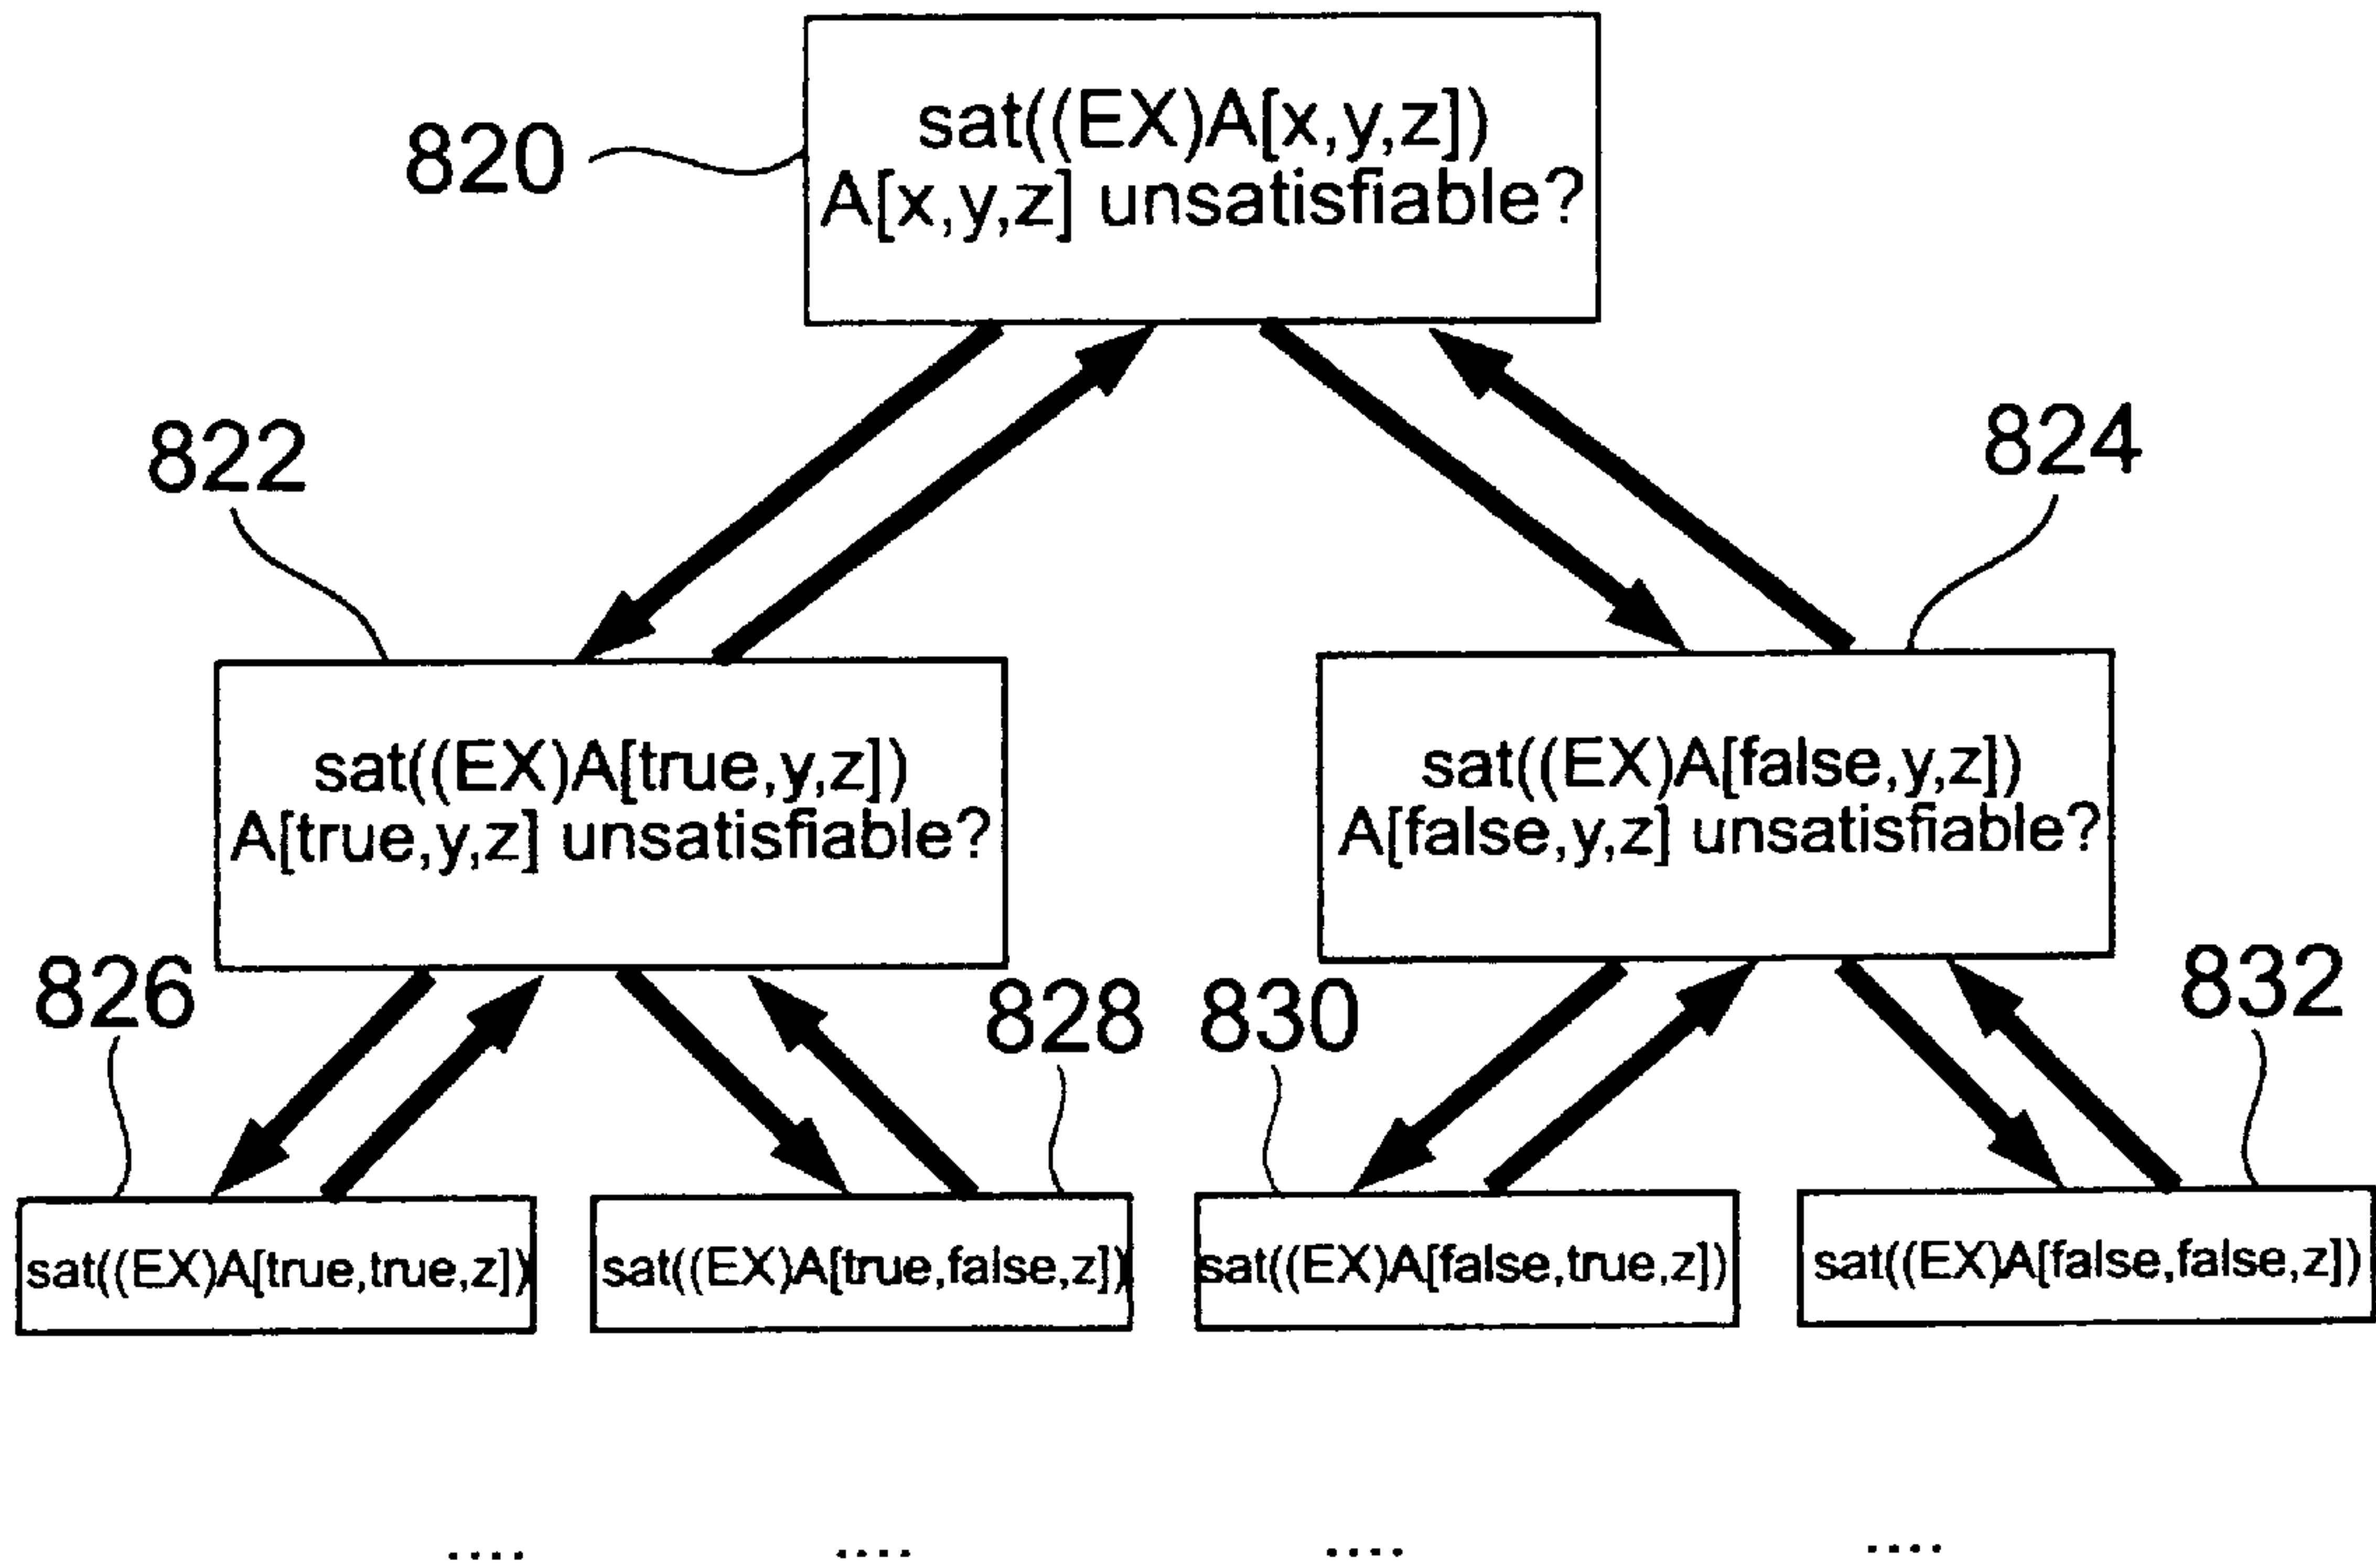 820
sat((EX)A[x,y,z])
A[x,y,z] unsatisfiable?
822
824
sat((EX)A[true,y,z])
A[true,y,z] unsatisfiable?
sat((EX)A[false,y,z])
A[false,y,z] unsatisfiable?
826
828
830
832
sat((EX)A[true,true,z])
sat((EX)A[true,false,z])
sat((EX)A[false,true,z])
sat((EX)A[false,false,z])
....
....
....
....